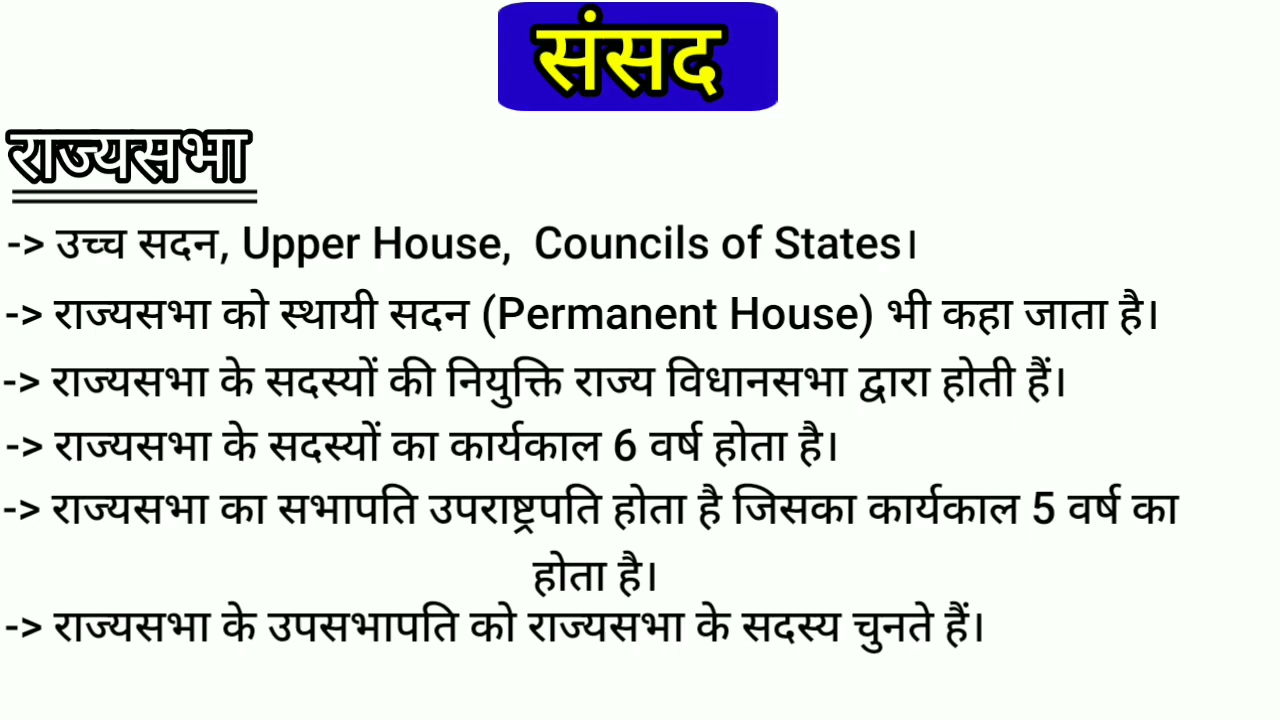 संसद
राज्यसभा
-> उच्च सदन, Upper House, Councils of States।
-> राज्यसभा को स्थायी सदन (Permanent House) भी कहा जाता है।
-> राज्यसभा के सदस्यों की नियुक्ति राज्य विधानसभा द्वारा होती हैं।
-> राज्यसभा के सदस्यों का कार्यकाल 6 वर्ष होता है।
-> राज्यसभा का सभापति उपराष्ट्रपति होता है जिसका कार्यकाल 5 वर्ष का
होता है।
-> राज्यसभा के उपसभापति को राज्यसभा के सदस्य चुनते हैं।